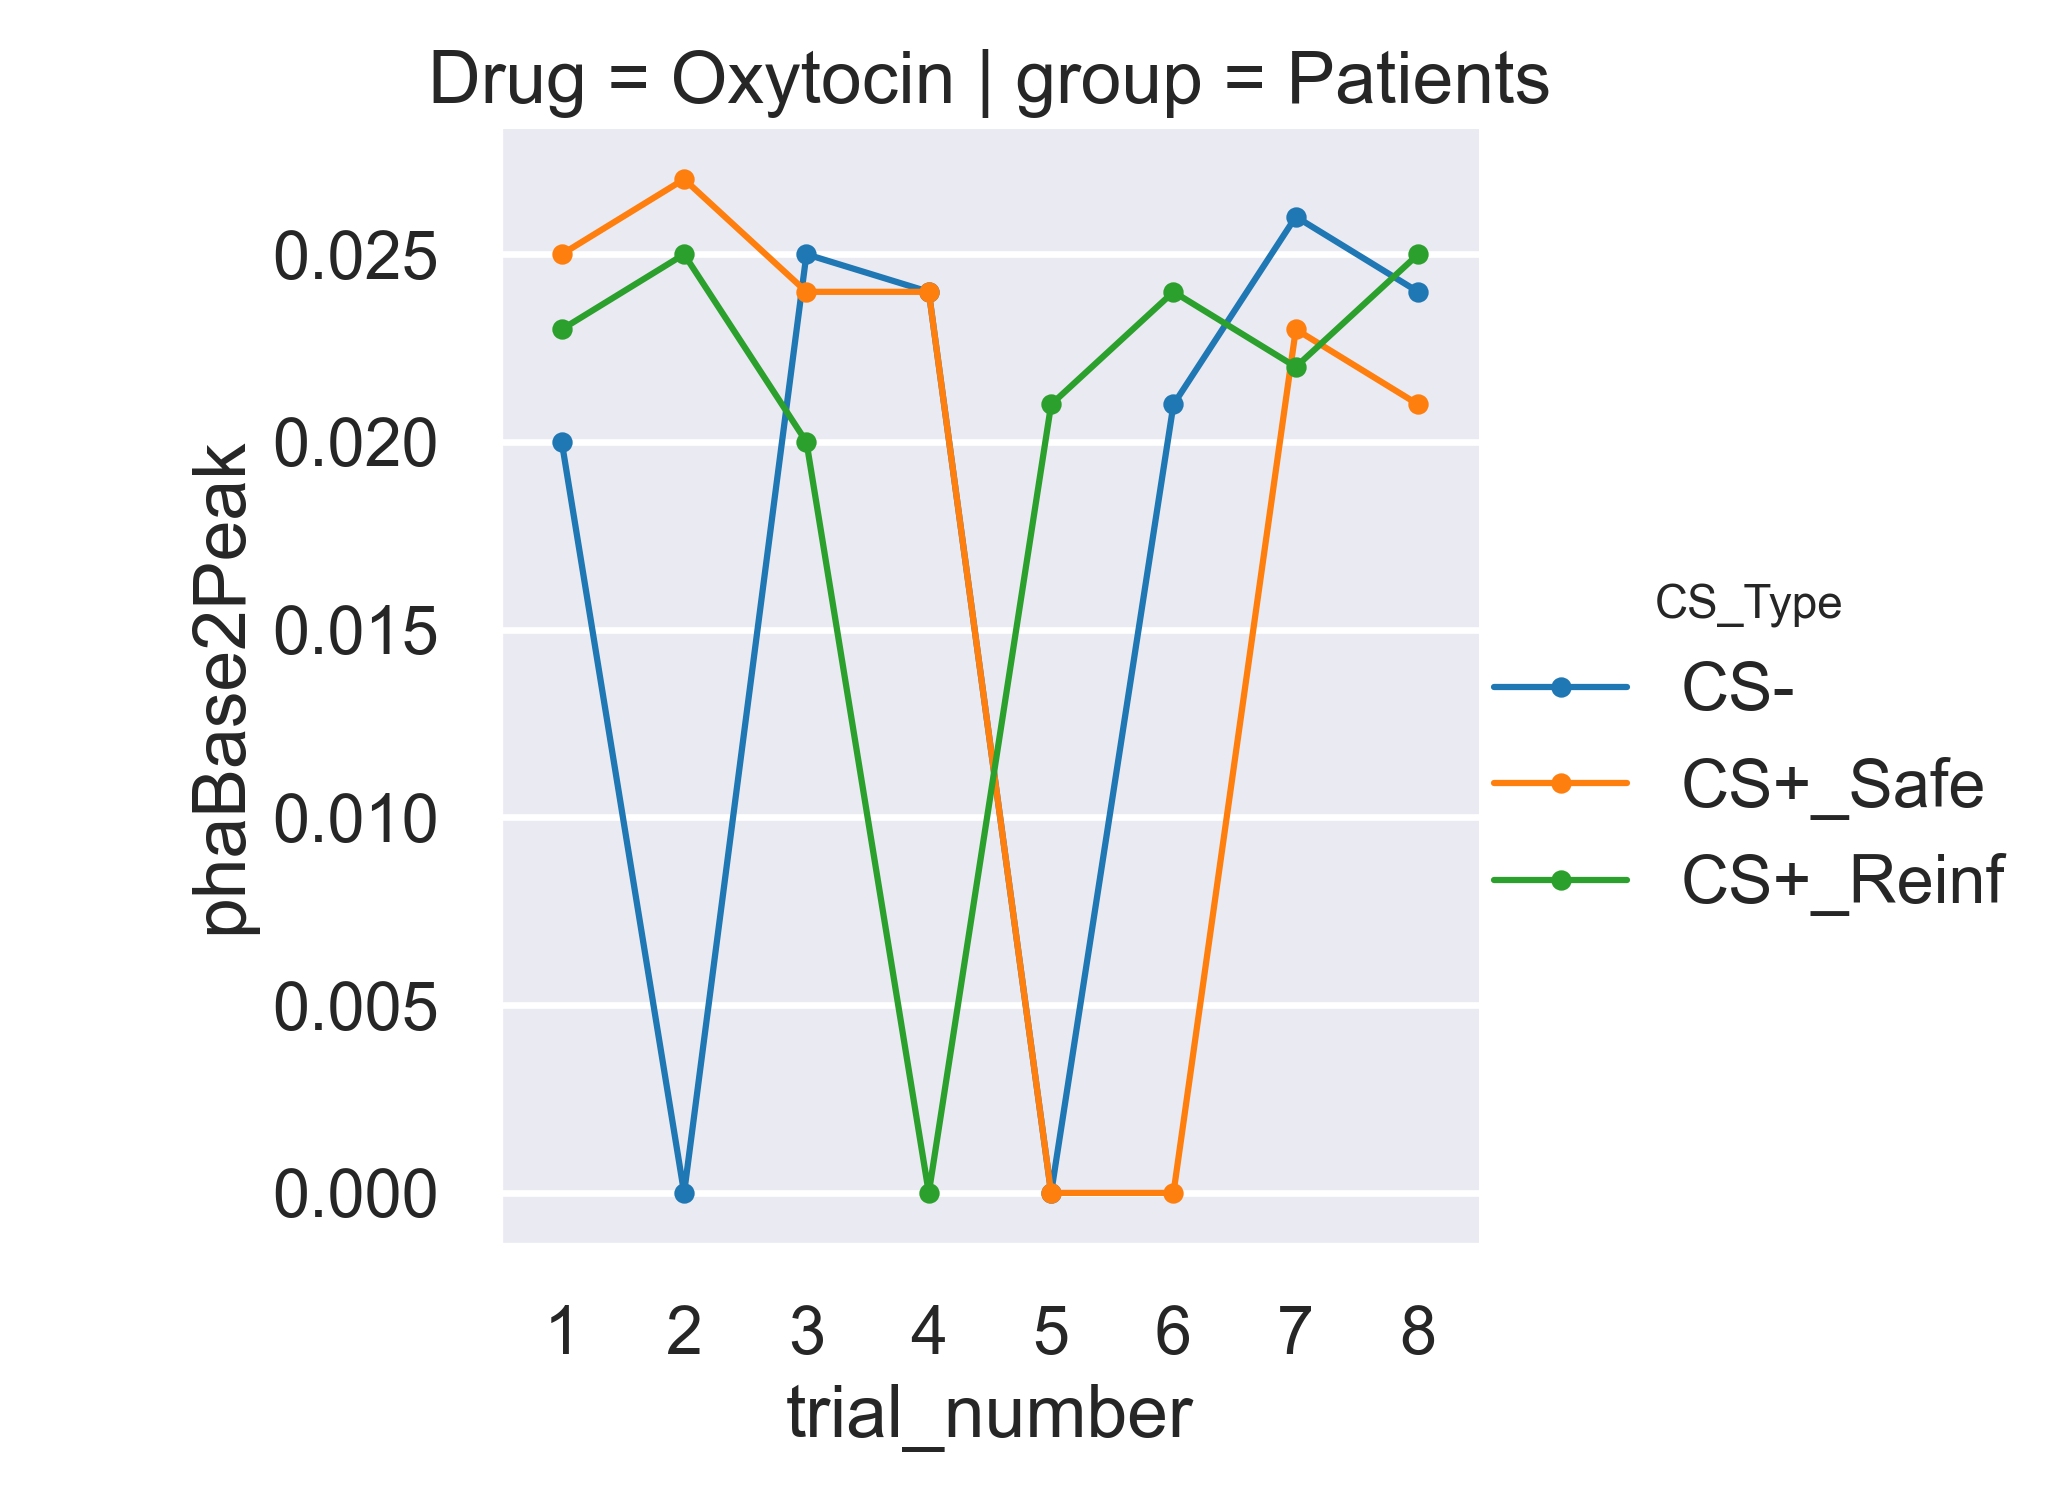 Drug = Oxytocin | group = Patients
phaBase2Peak
0.025
0.020
0.015
0.010
0.005
0.000
1 2 3 4 5 6 7 8
trial_number
CS_Type
CS-
CS+_Safe
CS+_Reinf